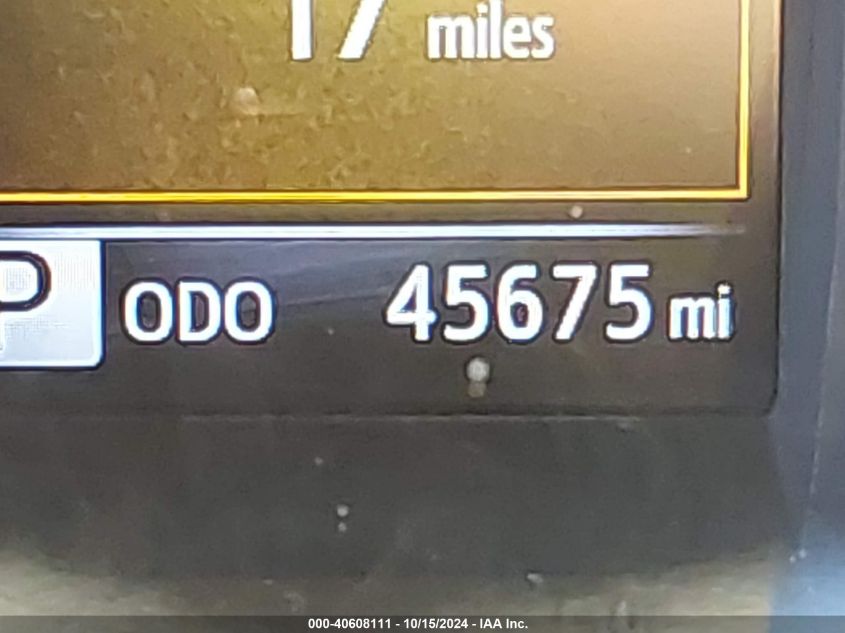 17 miles
P ODO 45675 mi
000-40608111 - 10/15/2024 - IAA Inc.